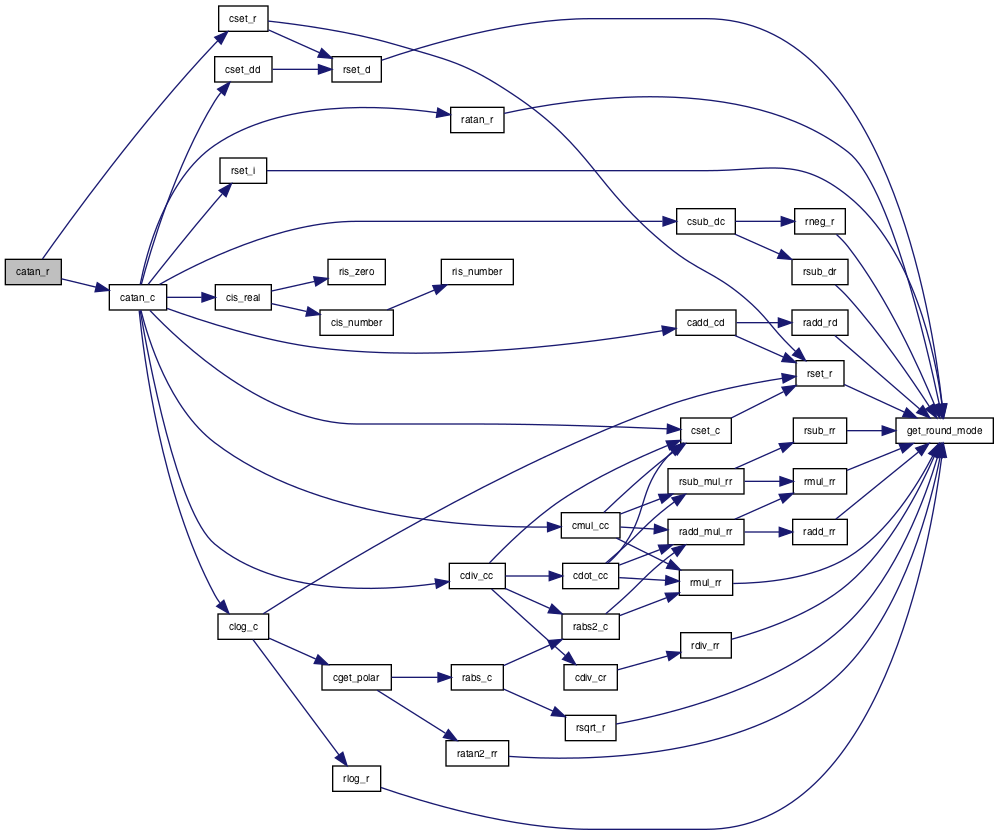 cset_r
cset_dd
rset_d
ratan_r
rset_i
csub_dc
rneg_r
catan_r
ris_zero
ris_number
rsub_dr
catan_c
cis_real
cis_number
cadd_cd
radd_rd
rset_r
cset_c
rsub_rr
get_round_mode
rsub_mul_rr
rmul_rr
cmul_cc
radd_mul_rr
radd_rr
cdiv_cc
cdot_cc
rmul_rr
clog_c
rabs2_c
rdiv_rr
cget_polar
rabs_c
cdiv_cr
rsqrt_r
ratan2_rr
rlog_r